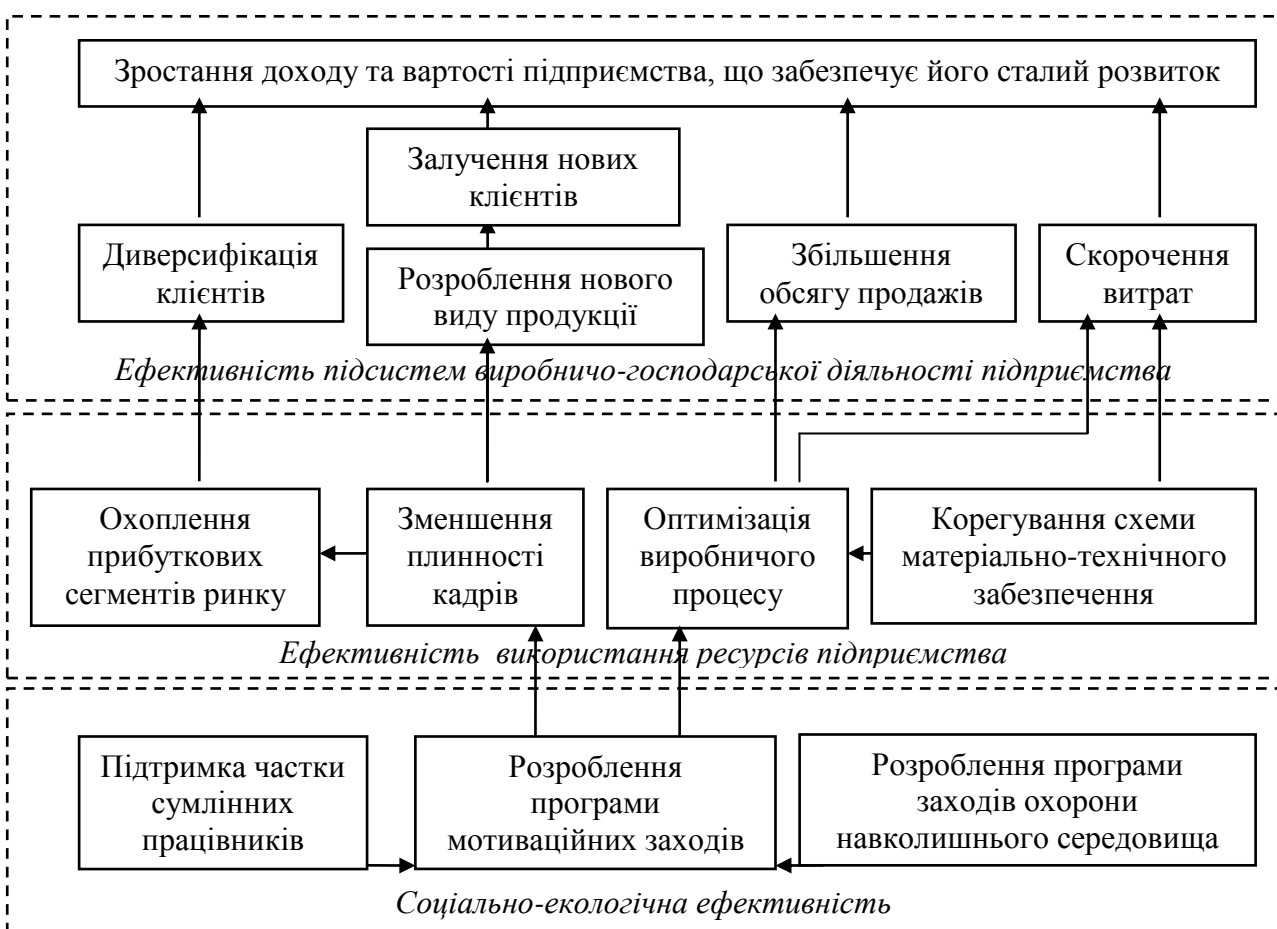 Зростання доходу та вартості підприємства, що забезпечує його сталий розвиток
Залучення нових
клієнтів
Диверсифікація
клієнтів
Розроблення нового
виду продукції
Збільшення
обсягу продажів
Скорочення
витрат
Ефективність підсистем виробничо-господарської діяльності підприємства
Охоплення
прибуткових
сегментів ринку
Зменшення
плинності
кадрів
Оптимізація
виробничого
процесу
Корегування схеми
матеріально-технічного
забезпечення
Ефективність використання ресурсів підприємства
Підтримка частки
сумлінних
працівників
Розроблення
програми
мотиваційних заходів
Розроблення програми
заходів охорони
навколишнього середовища
Соціально-екологічна ефективність